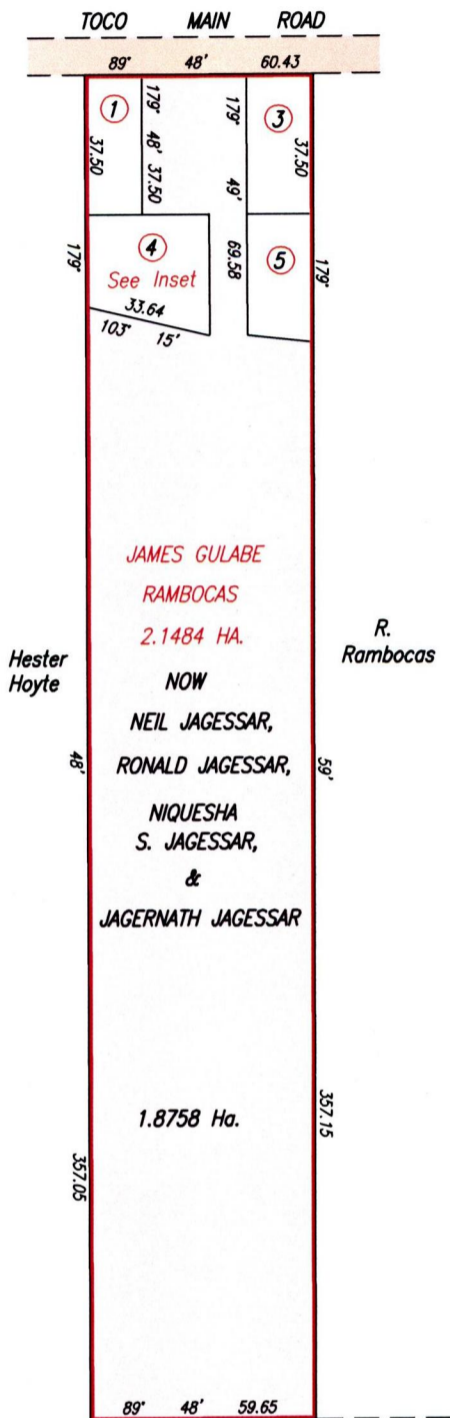 TOCO MAIN ROAD
89° 48' 60.43
1
179° 48' 37.50
179° 49' 69.58
3
37.50
37.50
4
See Inset
33.64
103° 15'
5
179° 48' 357.05
179° 59' 357.15
JAMES GULABE
RAMBOCAS
2.1484 HA.
Hester
Hoyte
R.
Rambocas
NOW
NEIL JAGESSAR,
RONALD JAGESSAR,
NIQUESHA
S. JAGESSAR,
&
JAGERNATH JAGESSAR
1.8758 Ha.
89° 48' 59.65